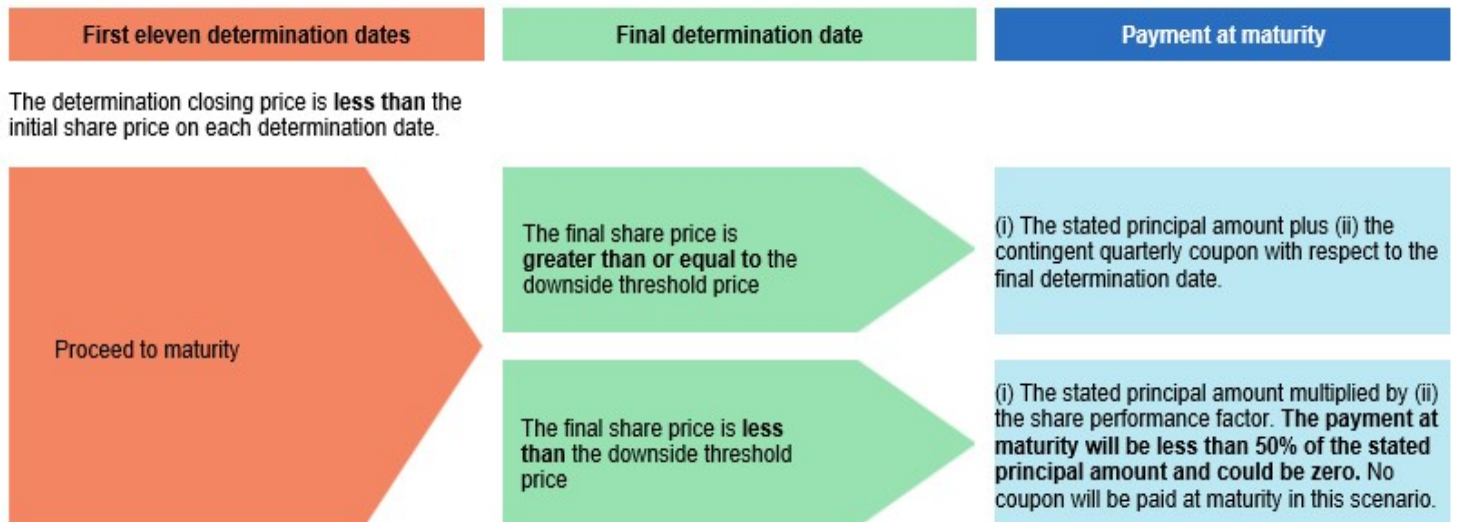 First eleven determination dates
Final determination date
Payment at maturity
The determination closing price is less than the
initial share price on each determination date.
Proceed to maturity
The final share price is
greater than or equal to the
downside threshold price
(i) The stated principal amount plus (ii) the
contingent quarterly coupon with respect to the
final determination date.
The final share price is less
than the downside threshold
price
(i) The stated principal amount multiplied by (ii)
the share performance factor. The payment at
maturity will be less than 50% of the stated
principal amount and could be zero. No
coupon will be paid at maturity in this scenario.